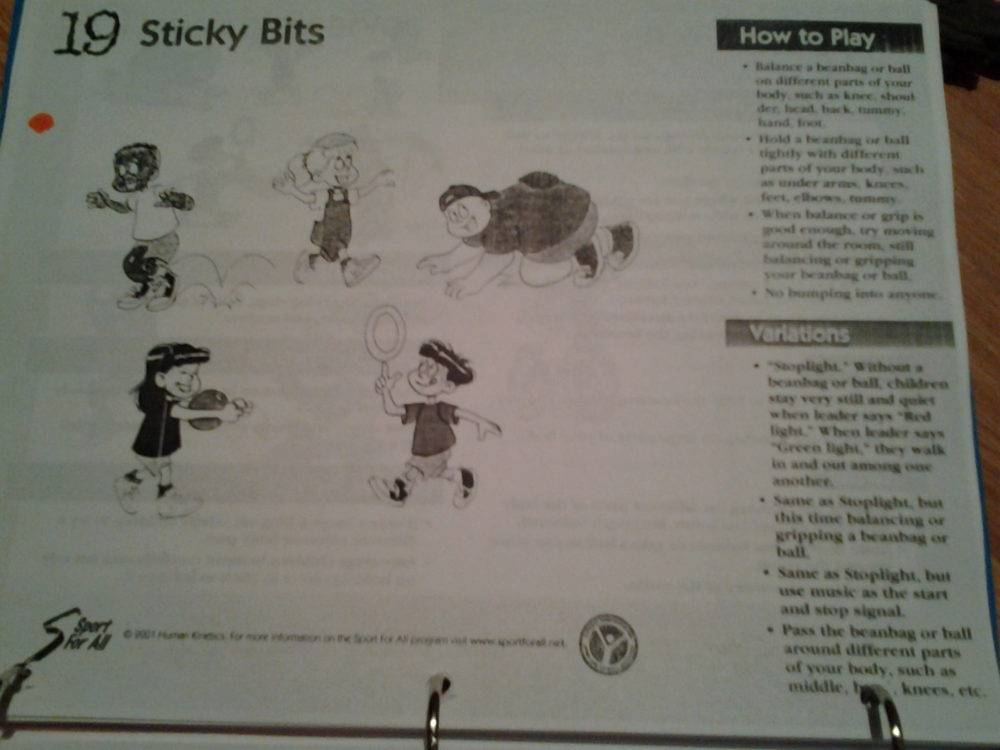 19 Sticky Bits
How to Play
• Balance a beanbag or ball
on different parts of your
body, such as knee, shoul-
der, head, back, tummy,
hand, foot.
• Hold a beanbag or ball
tightly with different
parts of your body, such
as under arms, knees,
feet, elbows, tummy.
• When balance or grip is
good enough, try moving
around the room, still
balancing or gripping
your beanbag or ball.
• No bumping into anyone.
Variations
• "Stoplight." Without a
beanbag or ball, children
stay very still and quiet
when leader says "Red
light." When leader says
"Green light," they walk
in and out among one
another.
• Same as Stoplight, but
this time balancing or
gripping a beanbag or
ball.
• Same as Stoplight, but
use music as the start
and stop signal.
• Pass the beanbag or ball
around different parts
of your body, such as
middle, , knees, etc.
Sport
For All
© 2001 Human Kinetics. For more information on the Sport For All program visit www.sportforall.net.